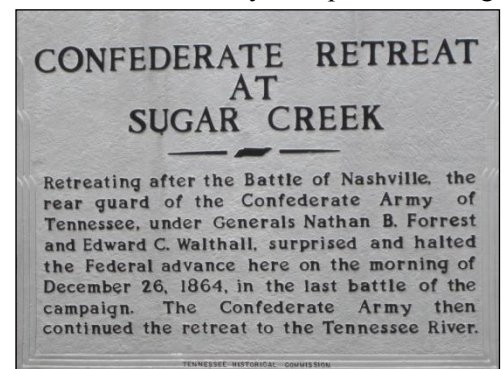 CONFEDERATE RETREAT
AT
SUGAR CREEK
Retreating after the Battle of Nashville, the
rear guard of the Confederate Army of
Tennessee, under Generals Nathan B. Forrest
and Edward C. Walthall, surprised and halted
the Federal advance here on the morning of
December 26, 1864, in the last battle of the
campaign. The Confederate Army then
continued the retreat to the Tennessee River.
TENNESSEE HISTORICAL COMMISSION